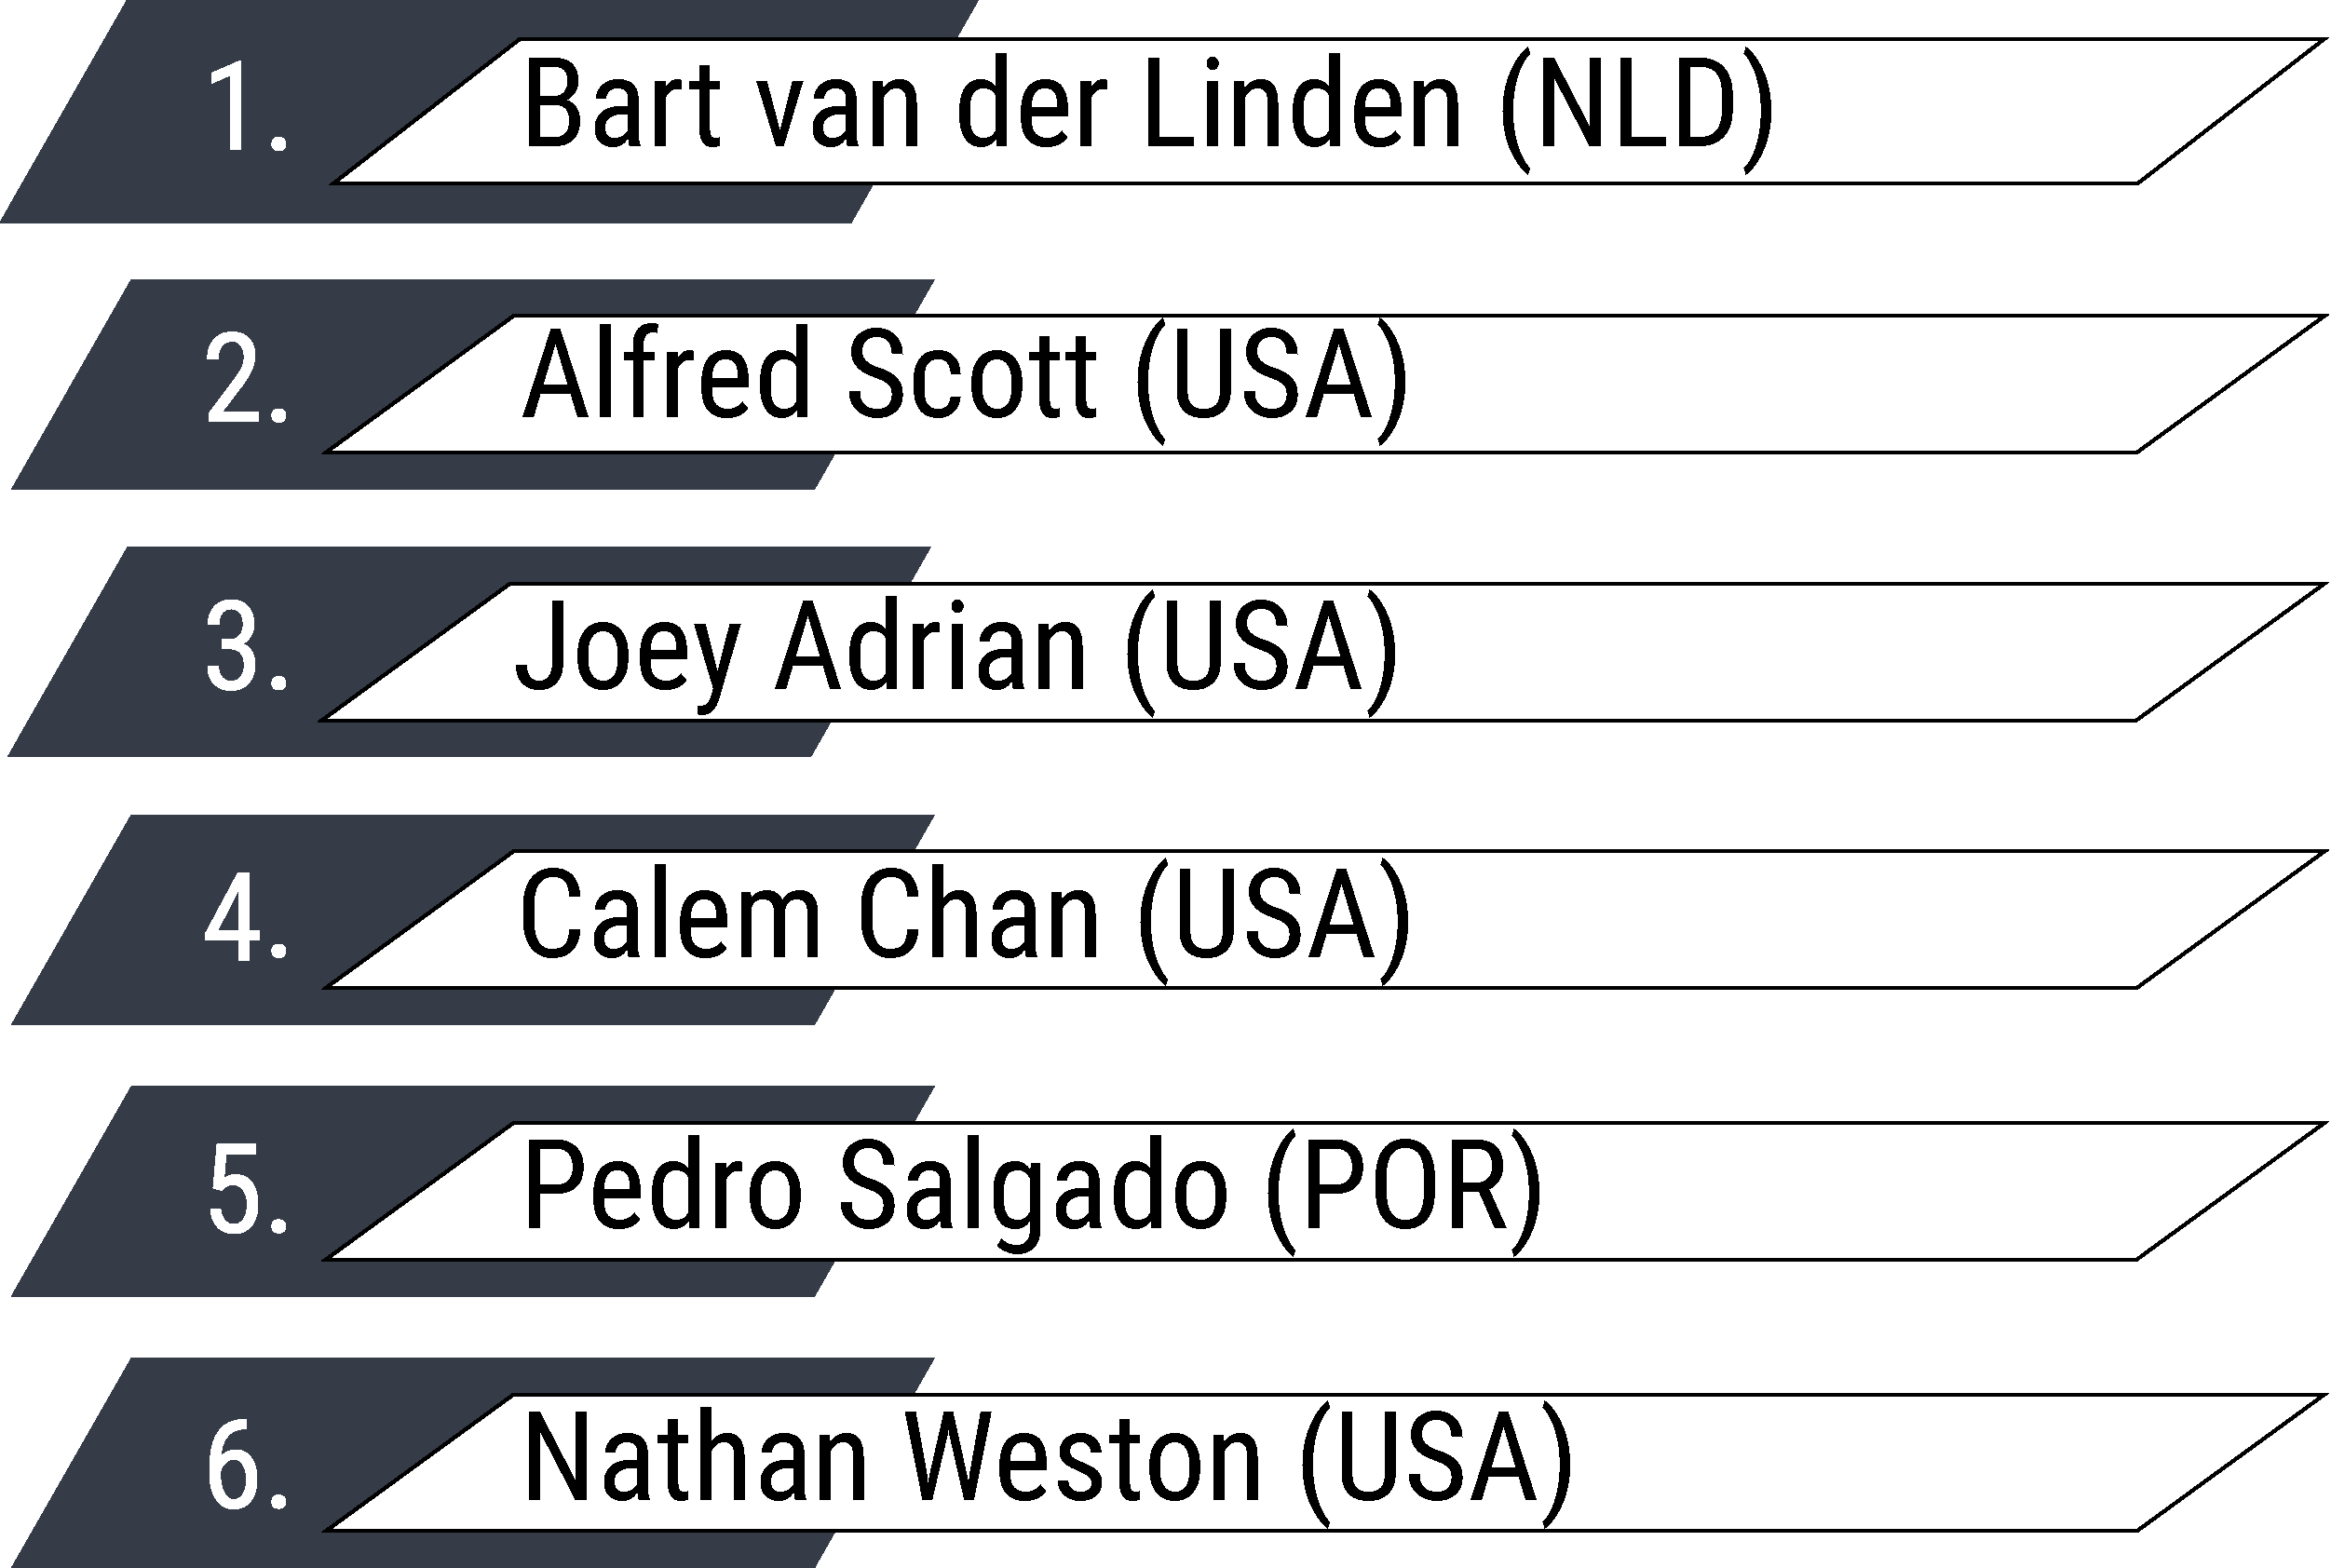 1. Bart van der Linden (NLD)
2. Alfred Scott (USA)
3. Joey Adrian (USA)
4. Calem Chan (USA)
5. Pedro Salgado (POR)
6. Nathan Weston (USA)